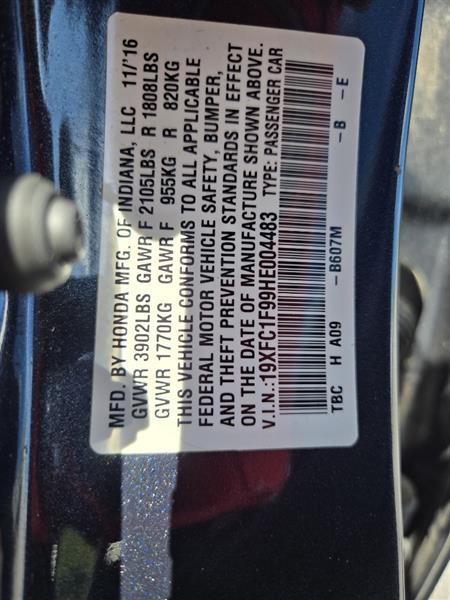 MFD. BY HONDA MFG. OF INDIANA, LLC 11/'16
GVWR 3902LBS GAWR F 2105LBS R 1808LBS
GVWR 1770KG GAWR F 955KG R 820KG
THIS VEHICLE CONFORMS TO ALL APPLICABLE
FEDERAL MOTOR VEHICLE SAFETY, BUMPER,
AND THEFT PREVENTION STANDARDS IN EFFECT
ON THE DATE OF MANUFACTURE SHOWN ABOVE.
V.I.N.:19XFC1F99HE004483 TYPE: PASSENGER CAR
TBC H A09 - B607M - B - E